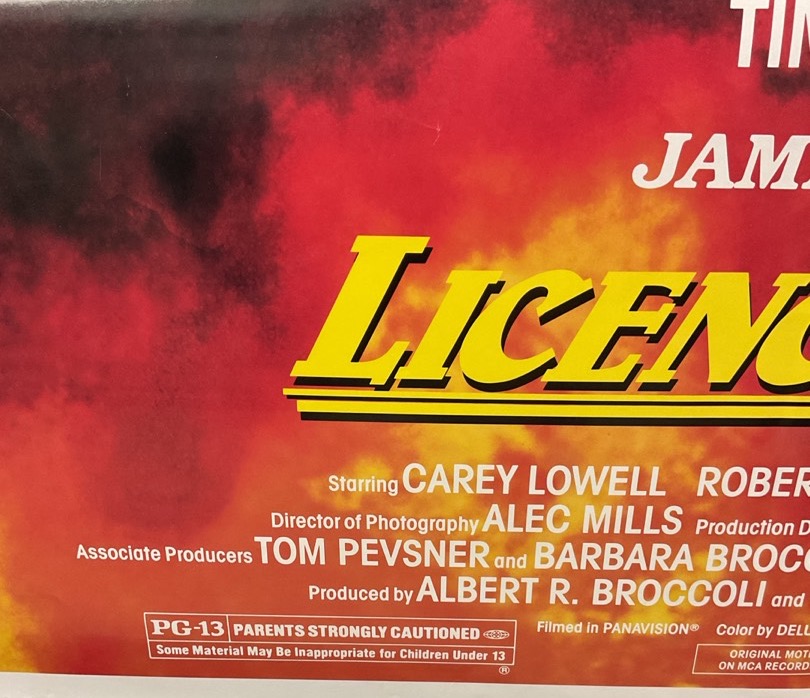 TIM
JAM
LICENC
Starring CAREY LOWELL ROBER
Director of Photography ALEC MILLS Production D
Associate Producers TOM PEVSNER and BARBARA BROCC
Produced by ALBERT R. BROCCOLI and
PG-13 PARENTS STRONGLY CAUTIONED
Some Material May Be Inappropriate for Children Under 13
®
Filmed in PANAVISION® Color by DELU
ORIGINAL MOTI
ON MCA RECORD